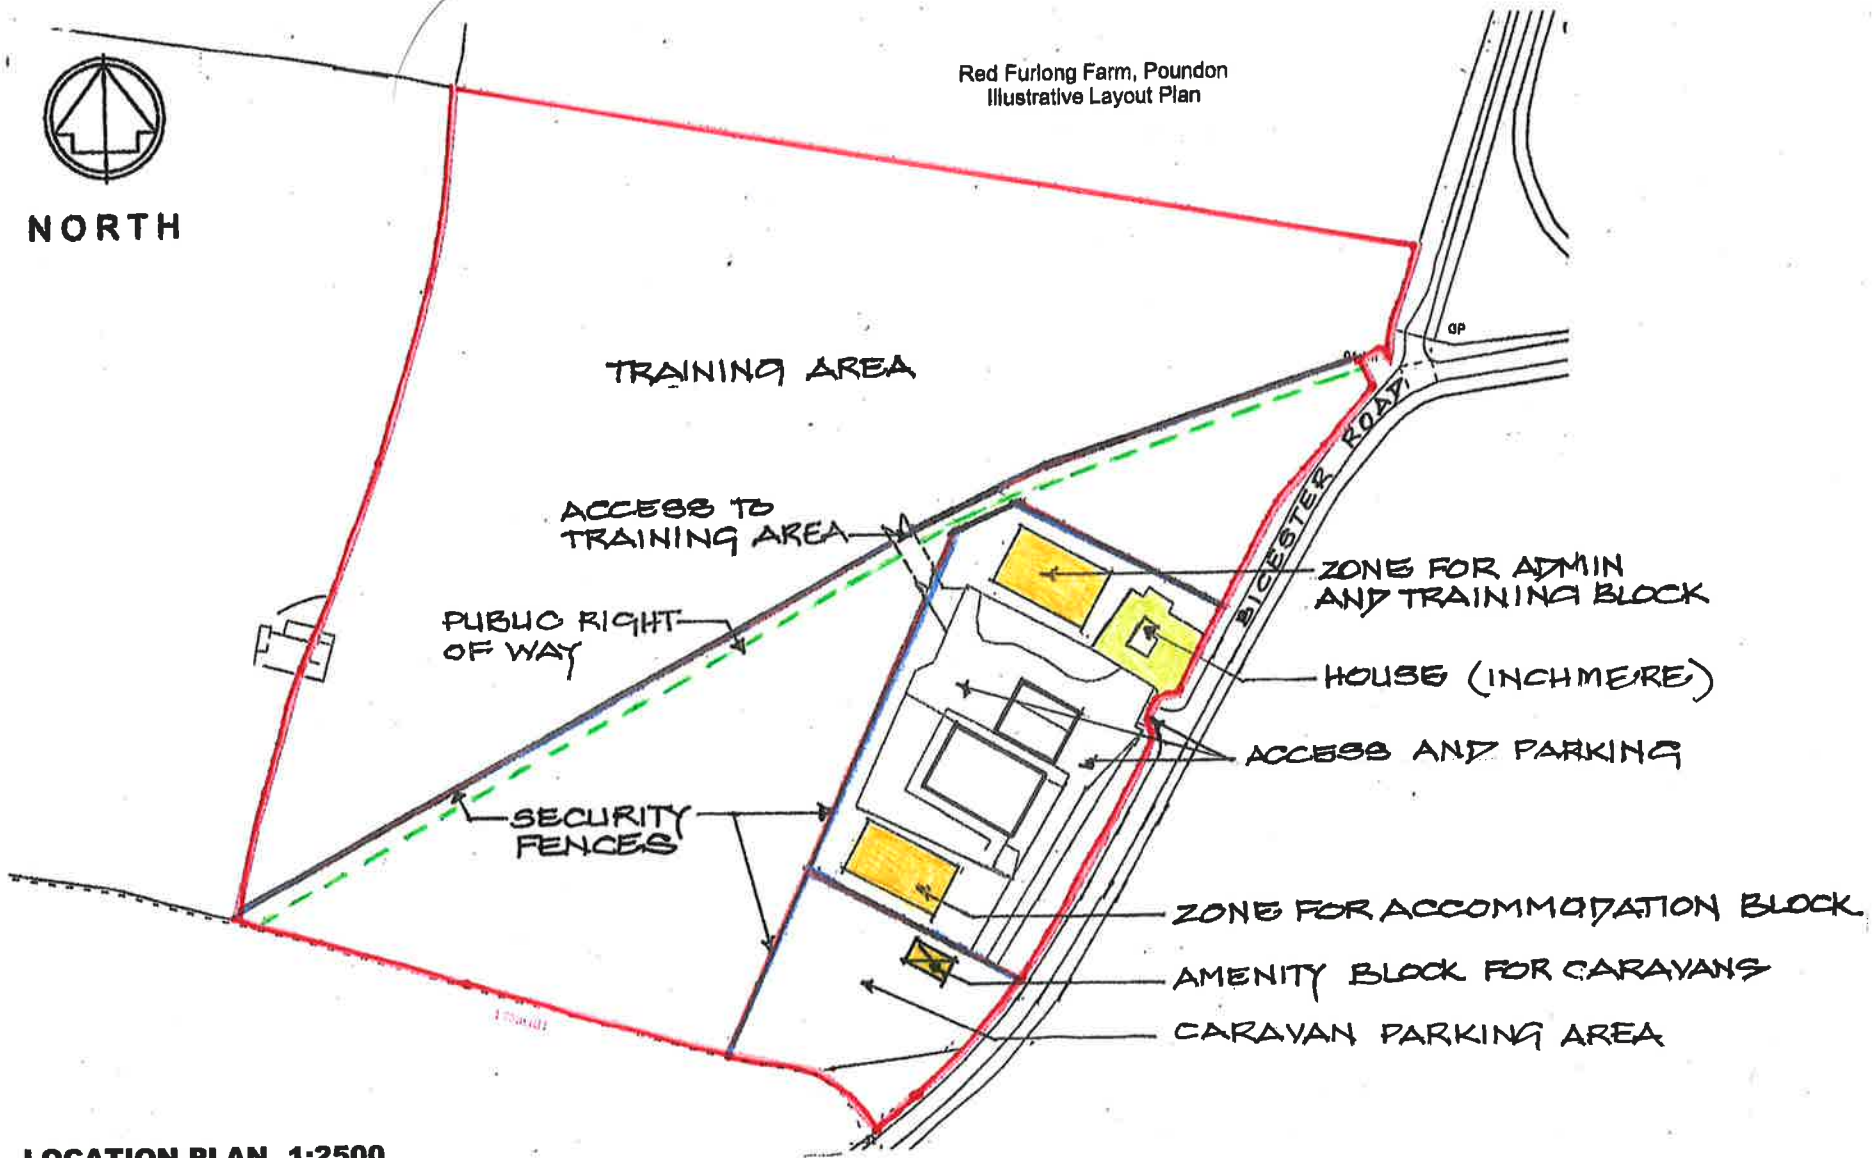 Red Furlong Farm, Poundon
Illustrative Layout Plan
NORTH
GP
TRAINING AREA
BICESTER ROAD
ACCESS TO
TRAINING AREA
ZONE FOR ADMIN
AND TRAINING BLOCK
PUBLIC RIGHT
OF WAY
HOUSE (INCHMERE)
ACCESS AND PARKING
SECURITY
FENCES
ZONE FOR ACCOMMODATION BLOCK
AMENITY BLOCK FOR CARAVANS
CARAVAN PARKING AREA
LOCATION PLAN 1:2500